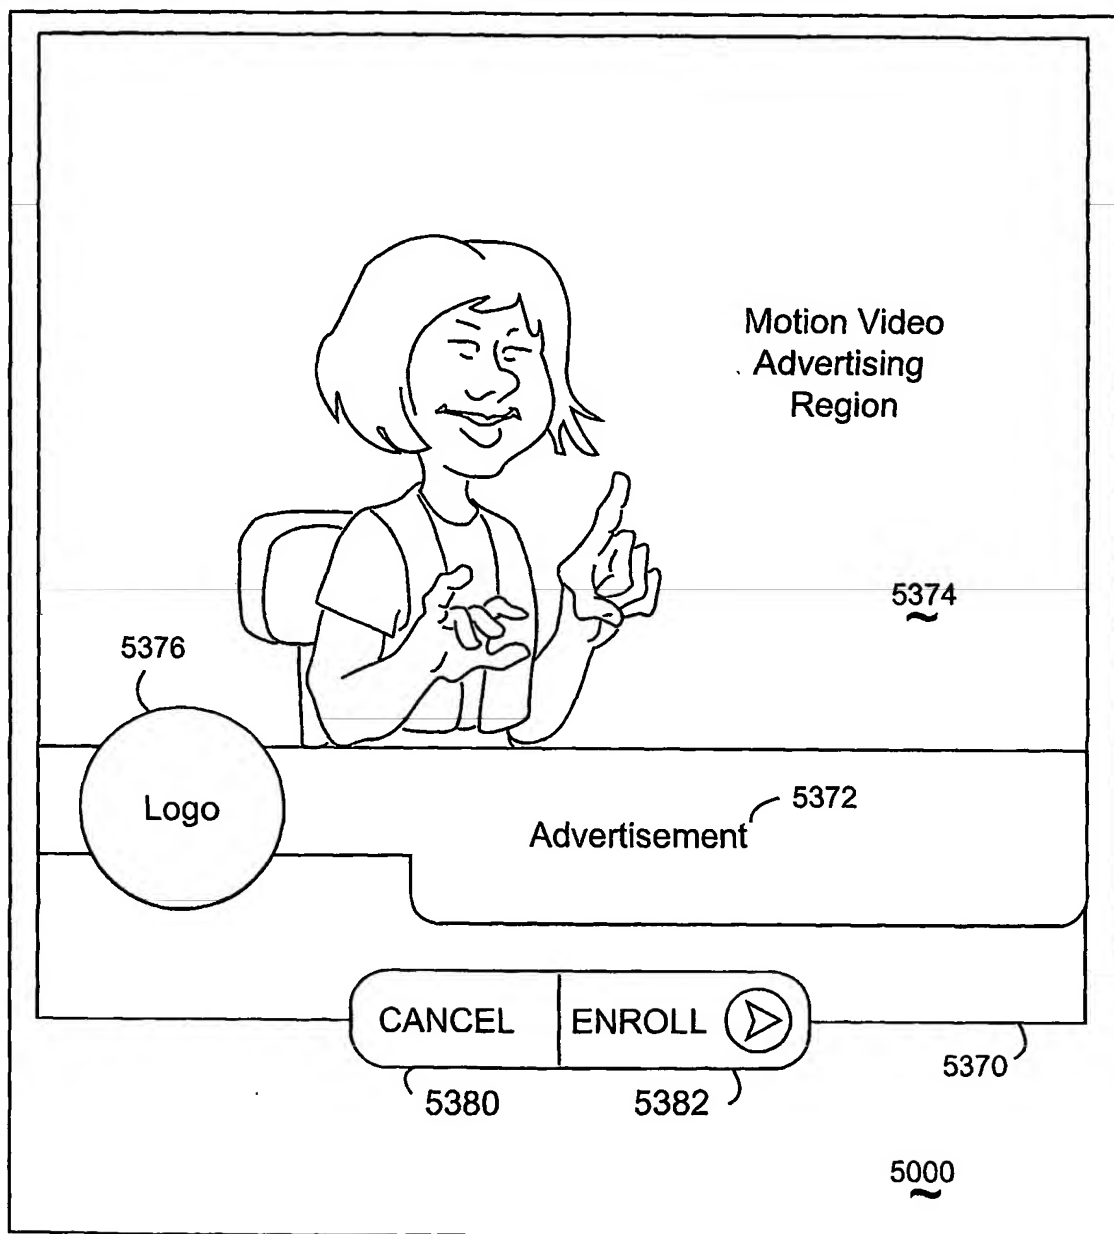 Motion Video
Advertising
Region
5374
5376
Logo
5372
Advertisement
CANCEL
ENROLL
5370
5380
5382
5000